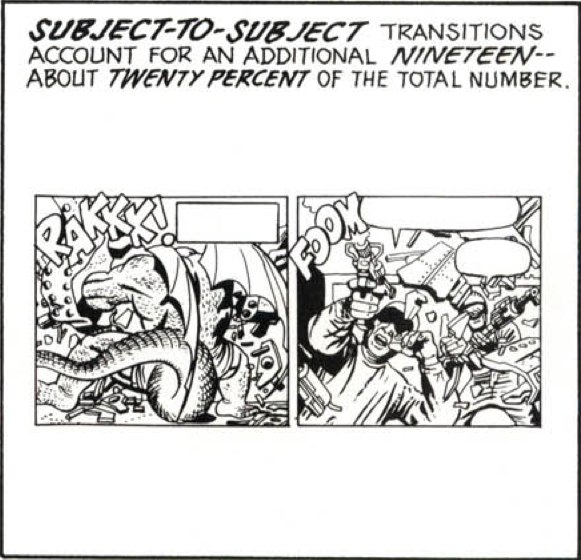 SUBJECT-TO-SUBJECT TRANSITIONS
ACCOUNT FOR AN ADDITIONAL NINETEEN--
ABOUT TWENTY PERCENT OF THE TOTAL NUMBER.
RAKKK!
FOOM